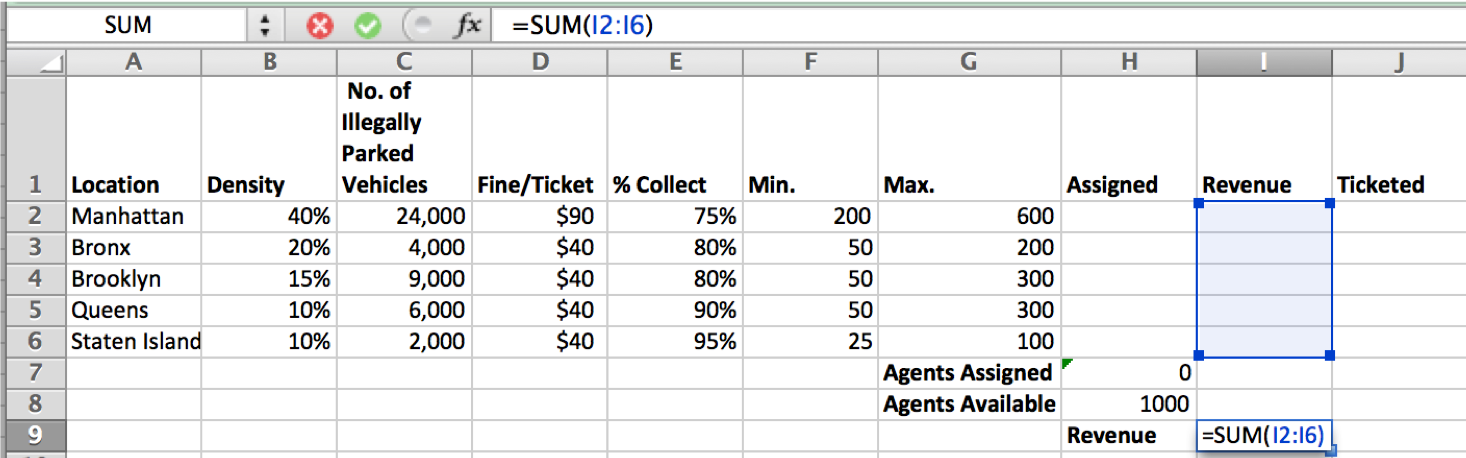 SUM fx =SUM(I2:I6)
A B C D E F G H I J
No. of
Illegally
Parked
1 Location Density Vehicles Fine/Ticket % Collect Min. Max. Assigned Revenue Ticketed
2 Manhattan 40% 24,000 $90 75% 200 600
3 Bronx 20% 4,000 $40 80% 50 200
4 Brooklyn 15% 9,000 $40 80% 50 300
5 Queens 10% 6,000 $40 90% 50 300
6 Staten Island 10% 2,000 $40 95% 25 100
7 Agents Assigned 0
8 Agents Available 1000
9 Revenue =SUM(I2:I6)